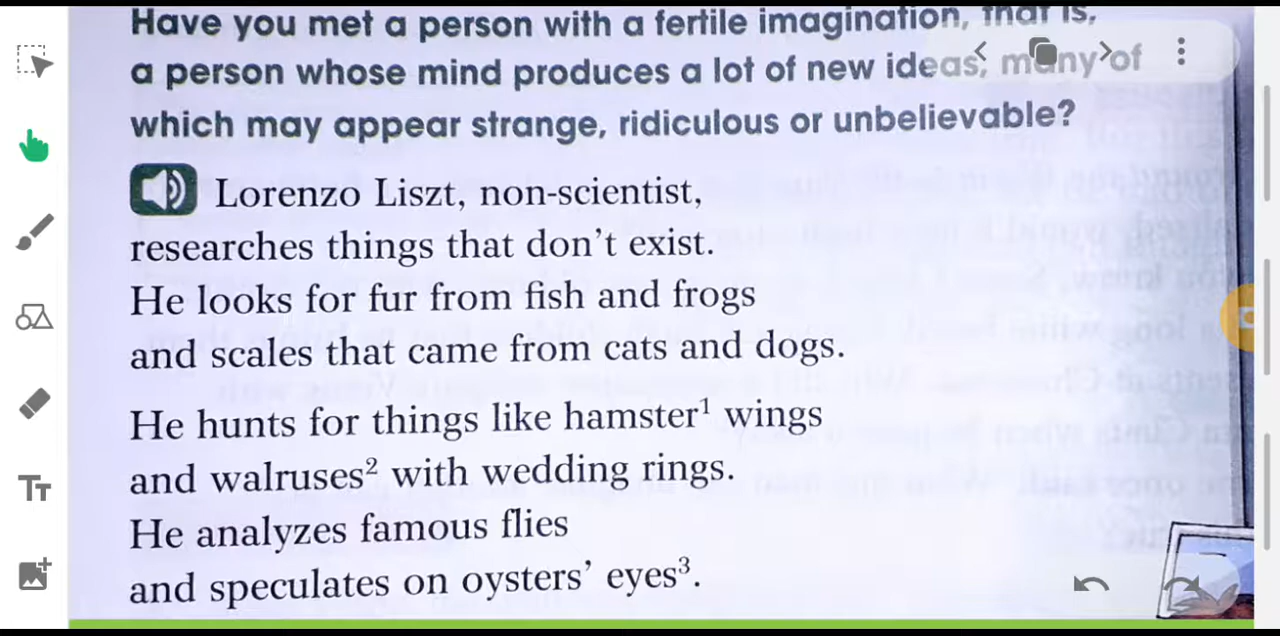 Have you met a person with a fertile imagination, that is,
a person whose mind produces a lot of new ideas, many of
which may appear strange, ridiculous or unbelievable?
Lorenzo Liszt, non-scientist,
researches things that don't exist.
He looks for fur from fish and frogs
and scales that came from cats and dogs.
He hunts for things like hamster¹ wings
and walruses² with wedding rings.
He analyzes famous flies
and speculates on oysters' eyes³.